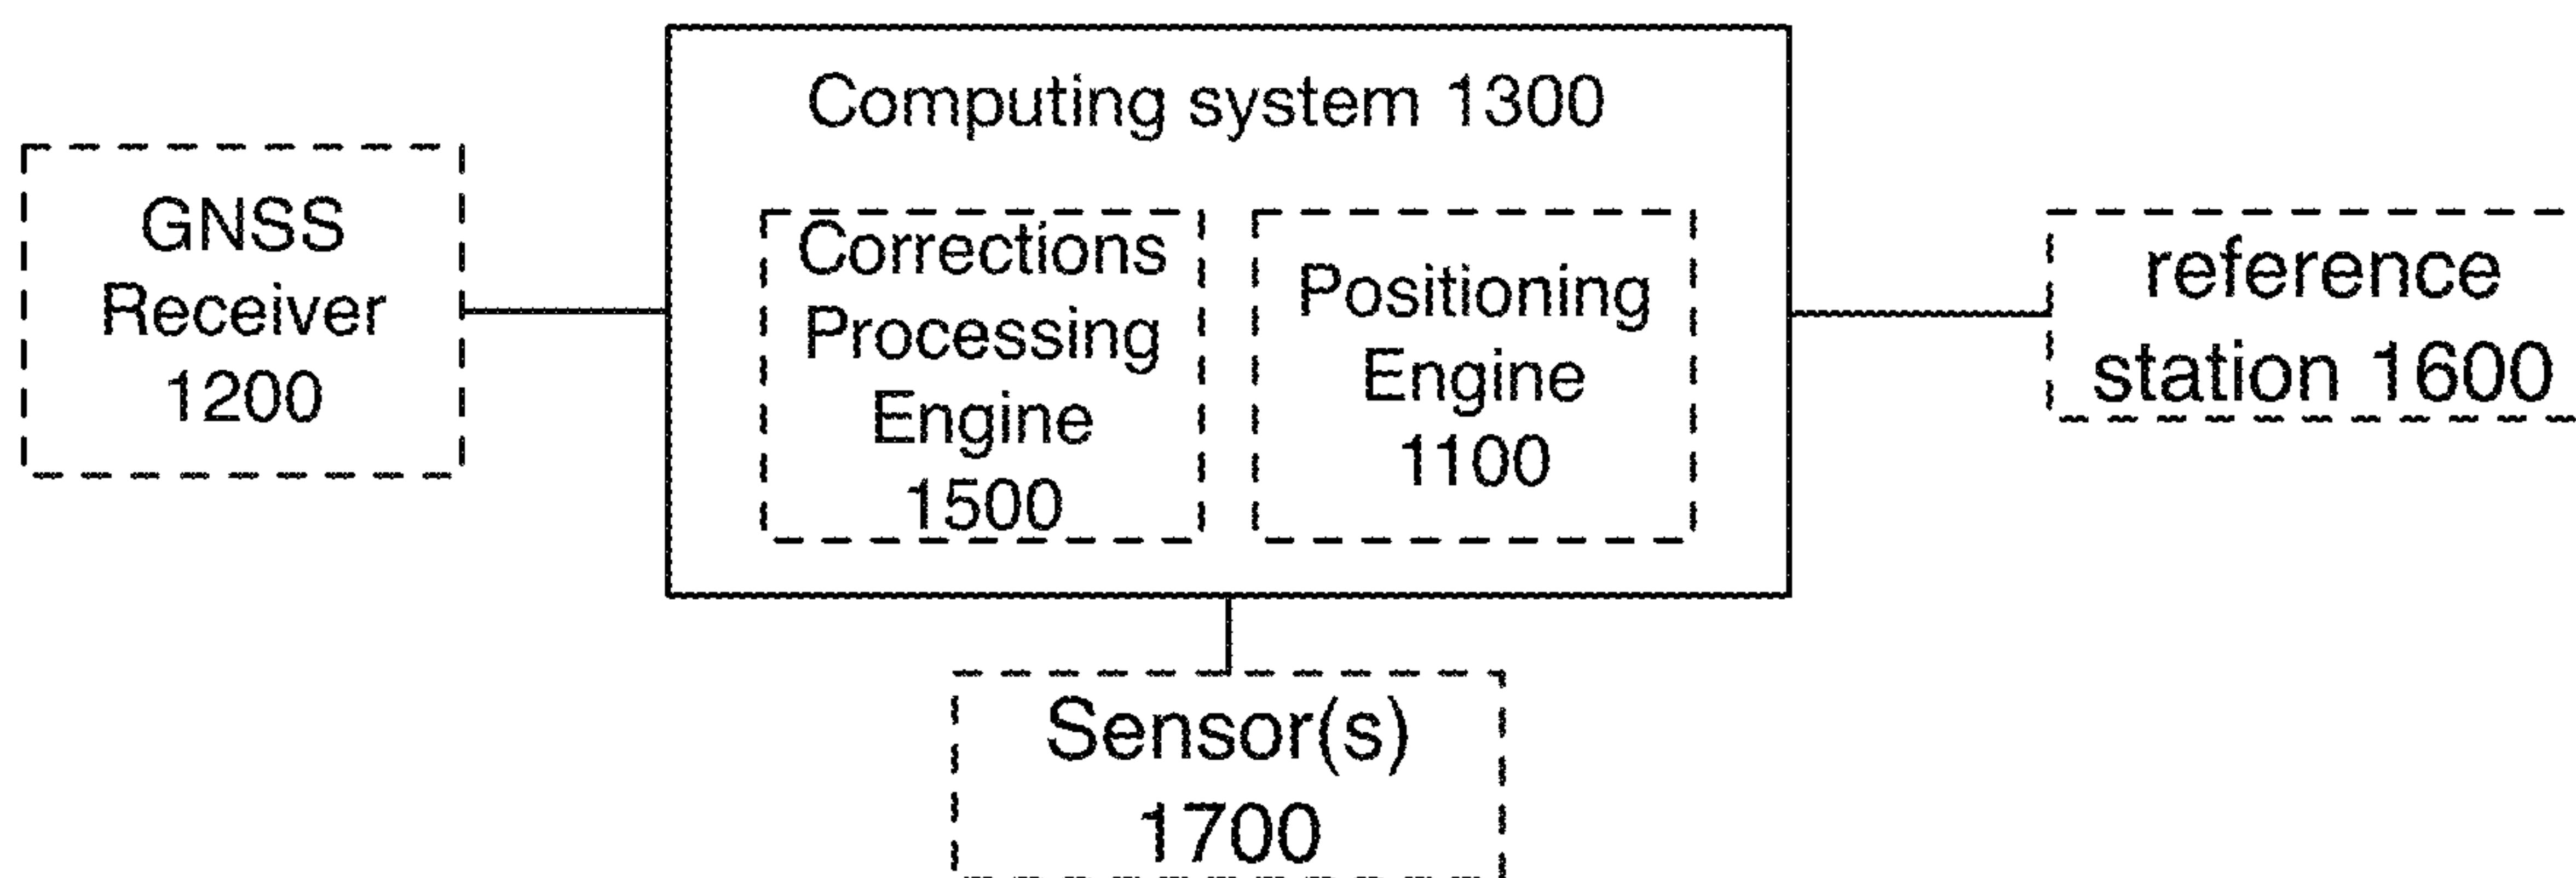 Computing system 1300
GNSS
Receiver
1200
Corrections
Processing
Engine
1500
Positioning
Engine
1100
reference
station 1600
Sensor(s)
1700